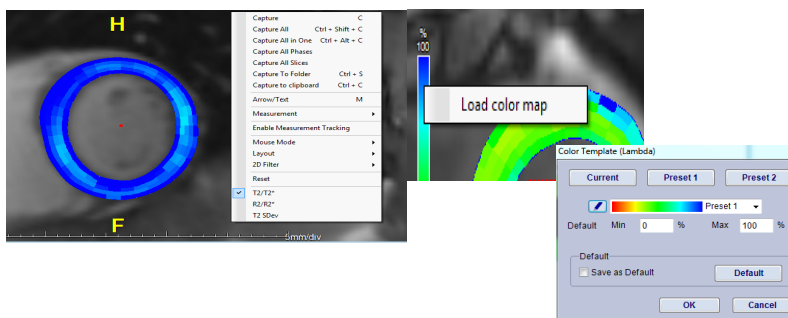 H
F
5mm/div
Capture C
Capture All Ctrl + Shift + C
Capture All in One Ctrl + Alt + C
Capture All Phases
Capture All Slices
Capture To Folder Ctrl + S
Capture to clipboard Ctrl + C
Arrow/Text M
Measurement
Enable Measurement Tracking
Mouse Mode
Layout
2D Filter
Reset
T2/T2*
R2/R2*
T2 SDev
%
100
Load color map
Color Template (Lambda)
Current Preset 1 Preset 2
Preset 1
Default Min 0 % Max 100 %
Default
Save as Default Default
OK Cancel